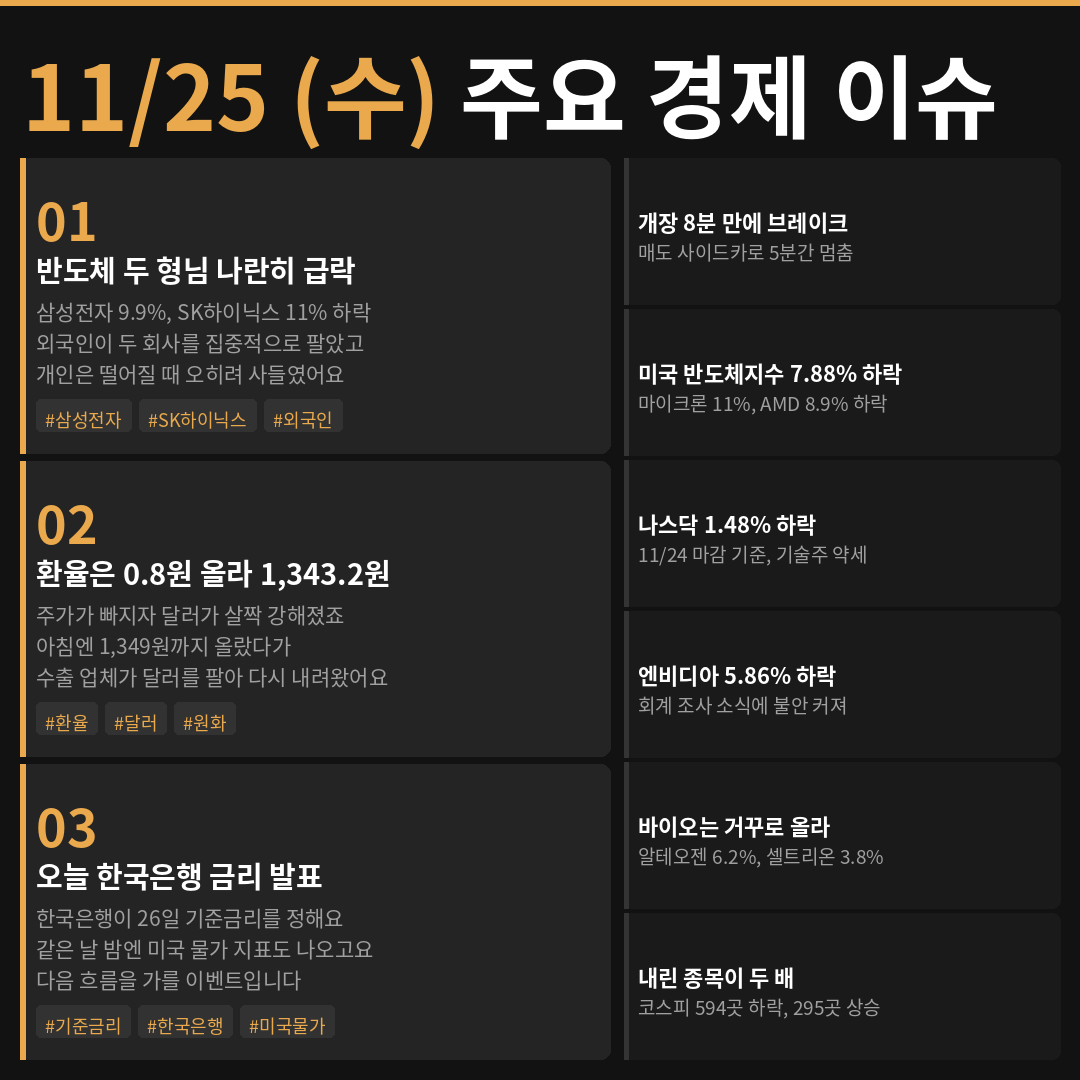 11/25 (수) 주요 경제 이슈
01
반도체 두 형님 나란히 급락
삼성전자 9.9%, SK하이닉스 11% 하락
외국인이 두 회사를 집중적으로 팔았고
개인은 떨어질 때 오히려 사들였어요
#삼성전자 #SK하이닉스 #외국인
02
환율은 0.8원 올라 1,343.2원
주가가 빠지자 달러가 살짝 강해졌죠
아침엔 1,349원까지 올랐다가
수출 업체가 달러를 팔아 다시 내려왔어요
#환율 #달러 #원화
03
오늘 한국은행 금리 발표
한국은행이 26일 기준금리를 정해요
같은 날 밤엔 미국 물가 지표도 나오고요
다음 흐름을 가를 이벤트입니다
#기준금리 #한국은행 #미국물가
개장 8분 만에 브레이크
매도 사이드카로 5분간 멈춤
미국 반도체지수 7.88% 하락
마이크론 11%, AMD 8.9% 하락
나스닥 1.48% 하락
11/24 마감 기준, 기술주 약세
엔비디아 5.86% 하락
회계 조사 소식에 불안 커져
바이오는 거꾸로 올라
알테오젠 6.2%, 셀트리온 3.8%
내린 종목이 두 배
코스피 594곳 하락, 295곳 상승